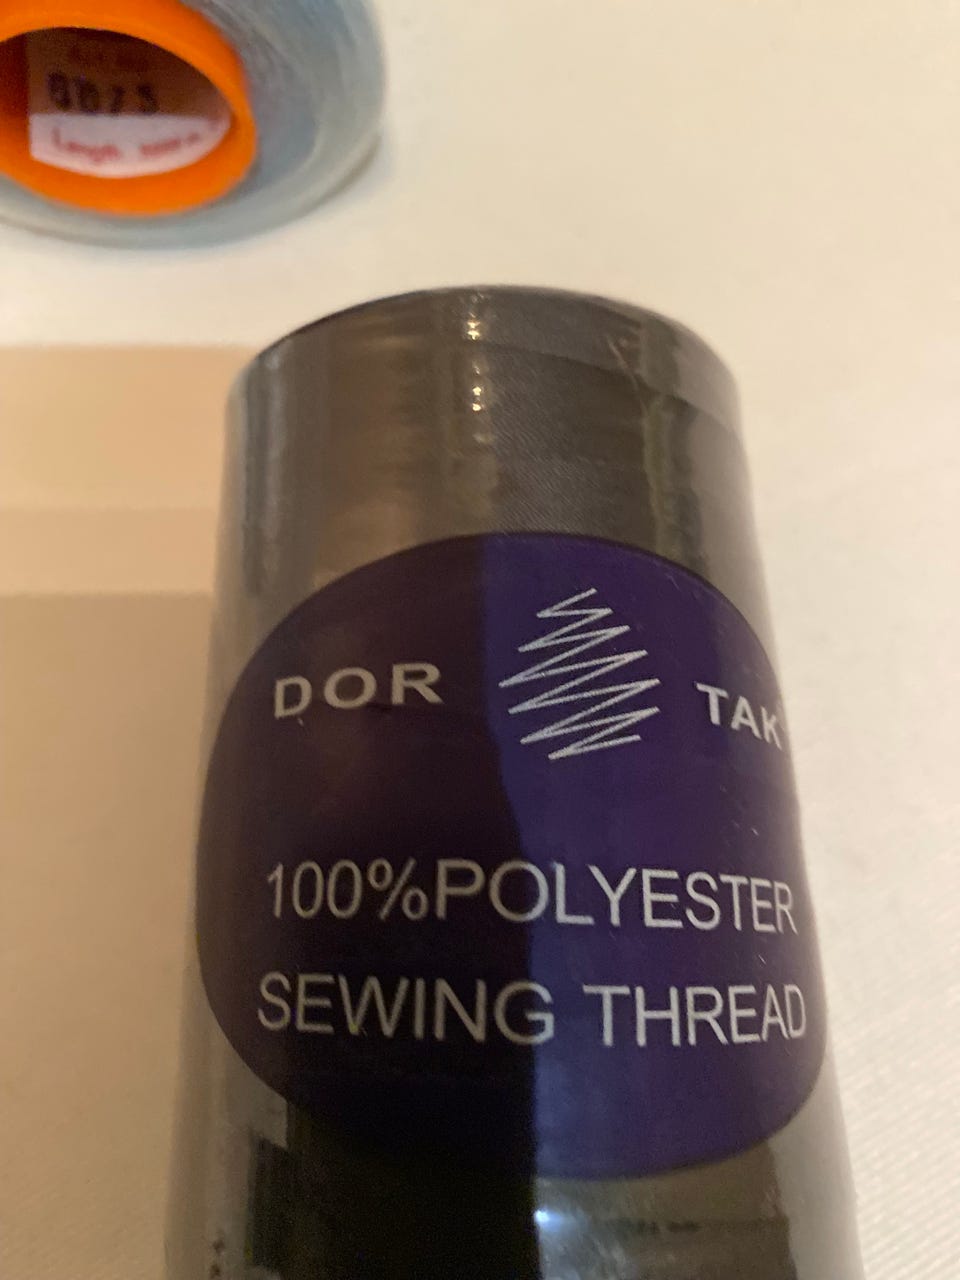 DOR TAK
100%POLYESTER
SEWING THREAD